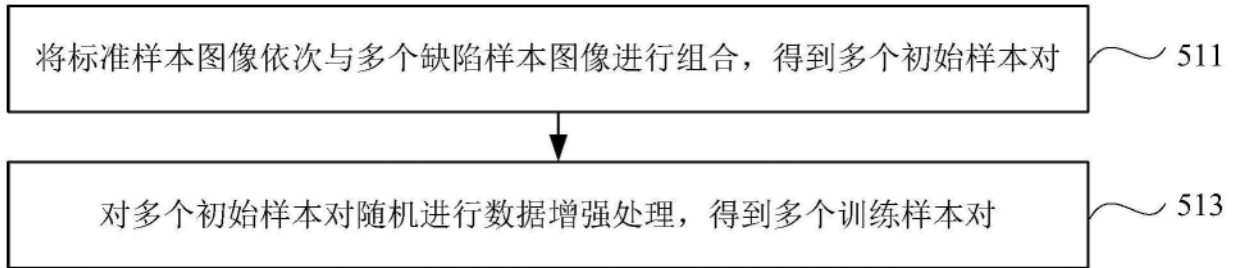 将标准样本图像依次与多个缺陷样本图像进行组合，得到多个初始样本对
511
对多个初始样本对随机进行数据增强处理，得到多个训练样本对
513